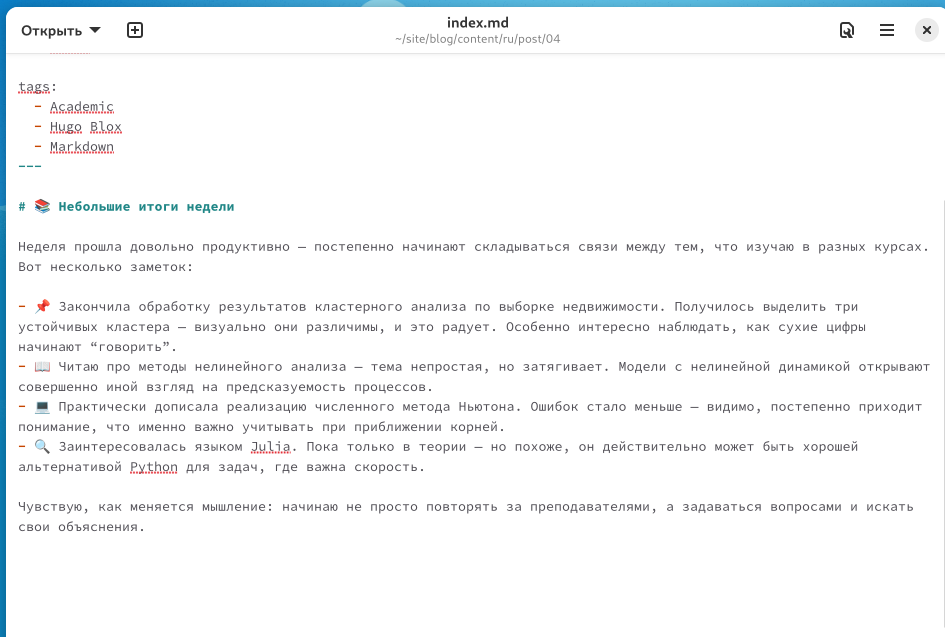 Открыть
index.md
~/site/blog/content/ru/post/04
tags:
- Academic
- Hugo Blox
- Markdown
---
# 📚 Небольшие итоги недели
Неделя прошла довольно продуктивно — постепенно начинают складываться связи между тем, что изучаю в разных курсах.
Вот несколько заметок:
- 📌 Закончила обработку результатов кластерного анализа по выборке недвижимости. Получилось выделить три
устойчивых кластера — визуально они различимы, и это радует. Особенно интересно наблюдать, как сухие цифры
начинают “говорить”.
- 📖 Читаю про методы нелинейного анализа — тема непростая, но затягивает. Модели с нелинейной динамикой открывают
совершенно иной взгляд на предсказуемость процессов.
- 💻 Практически дописала реализацию численного метода Ньютона. Ошибок стало меньше — видимо, постепенно приходит
понимание, что именно важно учитывать при приближении корней.
- 🔍 Заинтересовалась языком Julia. Пока только в теории — но похоже, он действительно может быть хорошей
альтернативой Python для задач, где важна скорость.
Чувствую, как меняется мышление: начинаю не просто повторять за преподавателями, а задаваться вопросами и искать
свои объяснения.